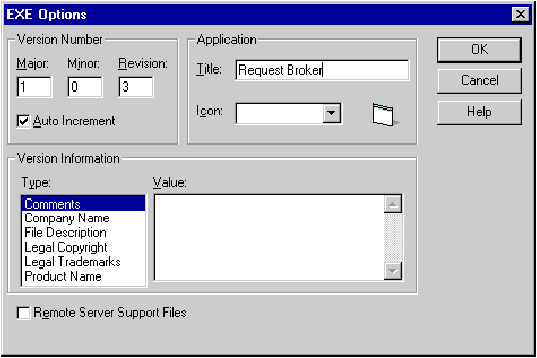 EXE Options
Version Number
Major: Minor: Revision:
1 0 3
Auto Increment
Application
Title: Request Broker
Icon:
OK
Cancel
Help
Version Information
Type: Value:
Comments
Company Name
File Description
Legal Copyright
Legal Trademarks
Product Name
Remote Server Support Files